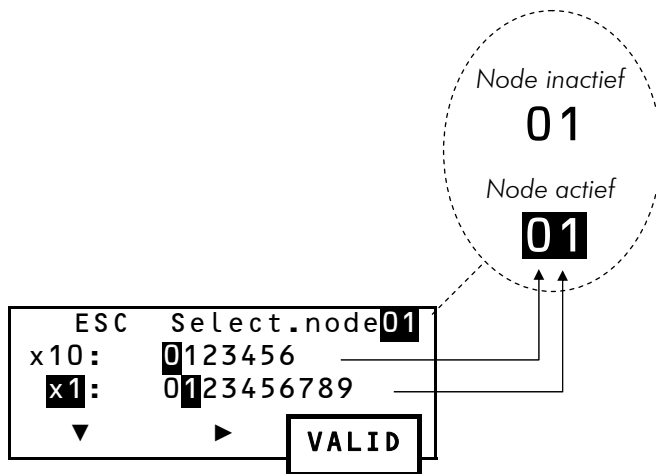 Node inactief
01
Node actief
01
ESC Select.node01
x10: 0123456
x1: 0123456789
▼ ► VALID